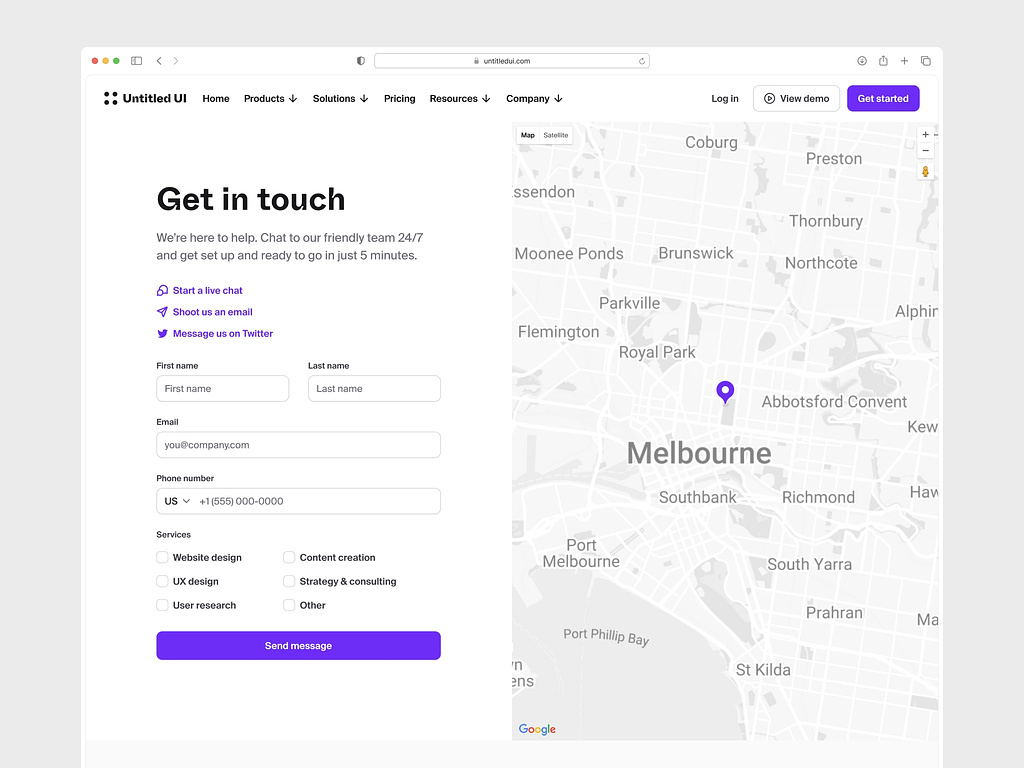 untitledui.com
Untitled UI
Home
Products
Solutions
Pricing
Resources
Company
Log in
View demo
Get started
Get in touch
We're here to help. Chat to our friendly team 24/7
and get set up and ready to go in just 5 minutes.
Start a live chat
Shoot us an email
Message us on Twitter
First name
Last name
First name
Last name
Email
you@company.com
Phone number
US
+1 (555) 000-0000
Services
Website design
Content creation
UX design
Strategy & consulting
User research
Other
Send message
Map
Satellite
Coburg
Preston
ssendon
Thornbury
Moonee Ponds
Brunswick
Northcote
Parkville
Alphin
Flemington
Royal Park
Abbotsford Convent
Kew
Melbourne
Southbank
Richmond
Haw
Port
Melbourne
South Yarra
Prahran
Ma
Port Phillip Bay
wn
ens
St Kilda
Google